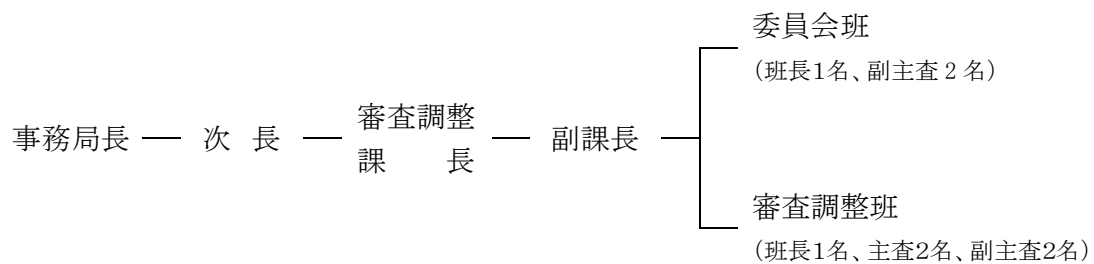 委員会班
(班長1名、副主査2名)
事務局長 次 長 審査調整 課 長 副課長
審査調整班
(班長1名、主査2名、副主査2名)